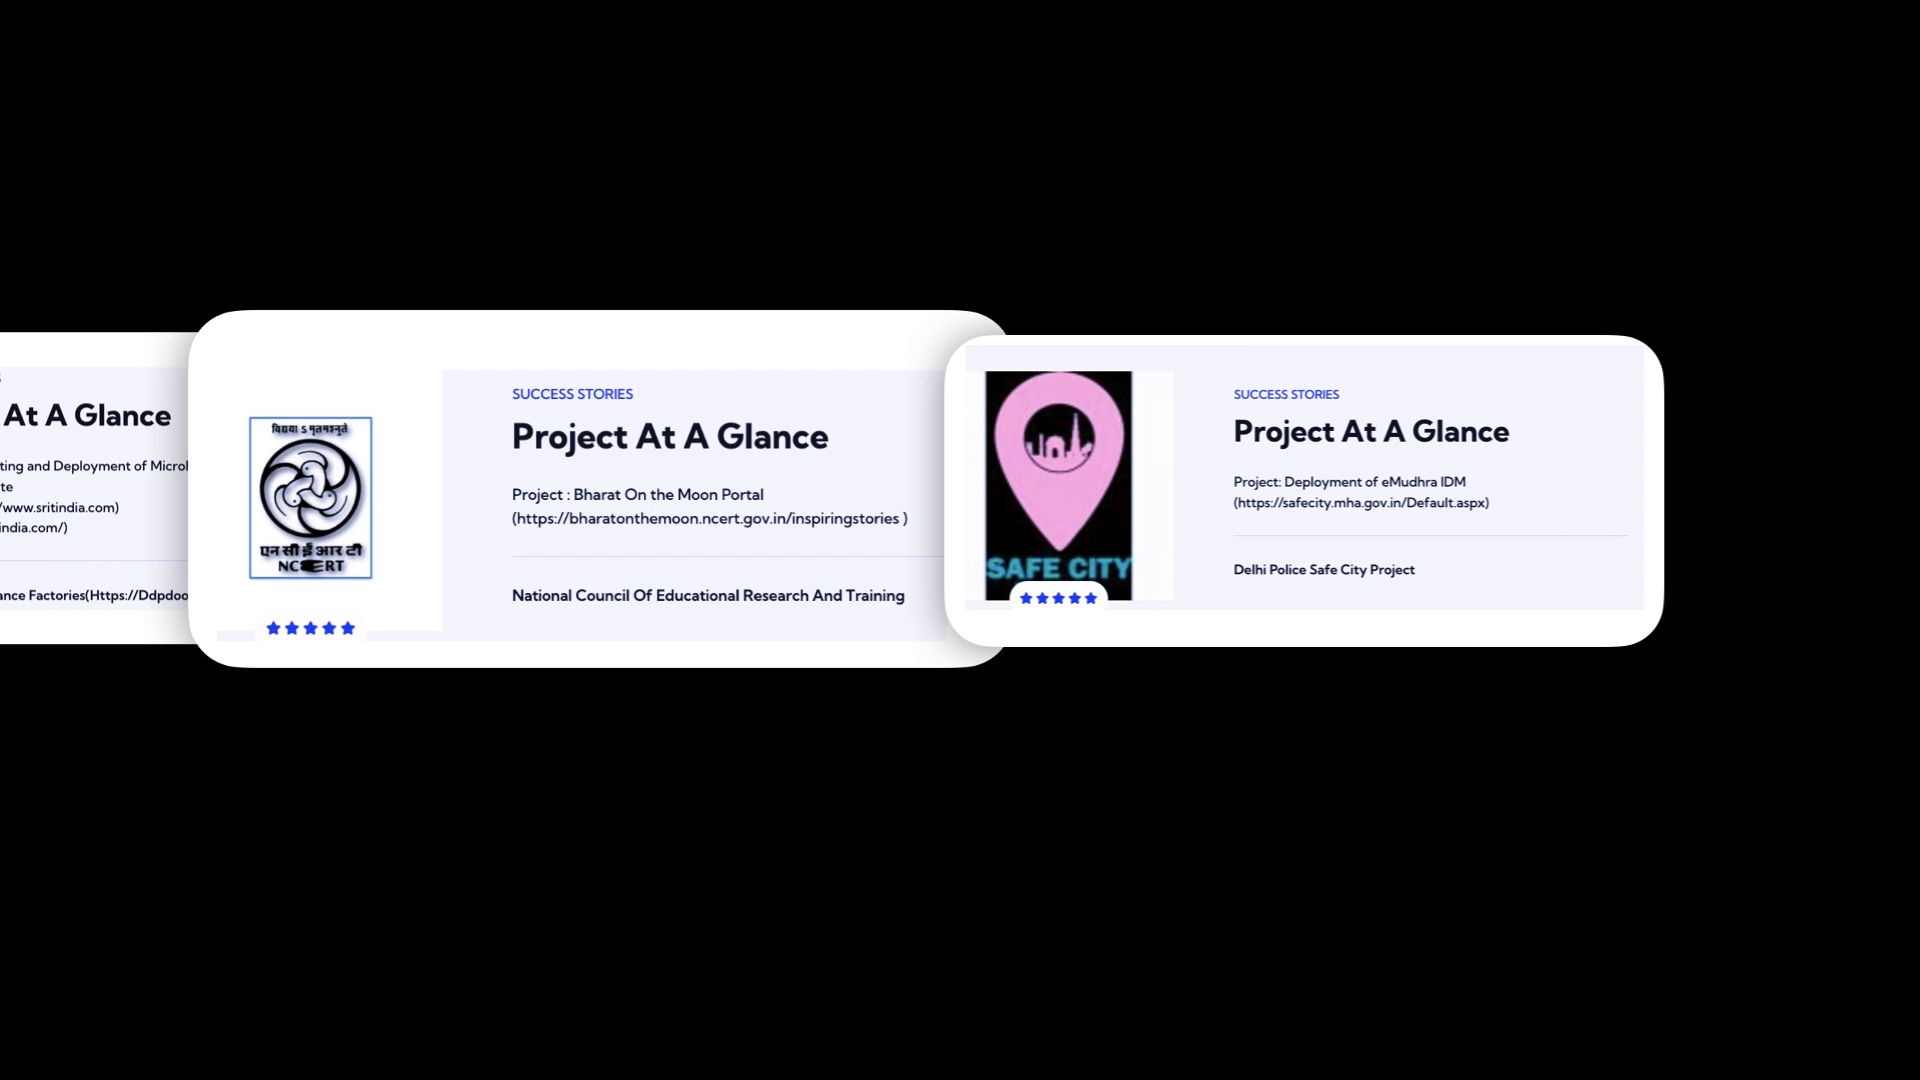 At A Glance
ting and Deployment of Microl
te
/www.sritindia.com)
india.com/)
ance Factories(Https://Ddpdoo
विद्यया ऽ मृतमश्नुते
एन सी ई आर टी
NCERT
SUCCESS STORIES
Project At A Glance
Project : Bharat On the Moon Portal
(https://bharatonthemoon.ncert.gov.in/inspiringstories )
National Council Of Educational Research And Training
SAFE CITY
SUCCESS STORIES
Project At A Glance
Project: Deployment of eMudhra IDM
(https://safecity.mha.gov.in/Default.aspx)
Delhi Police Safe City Project